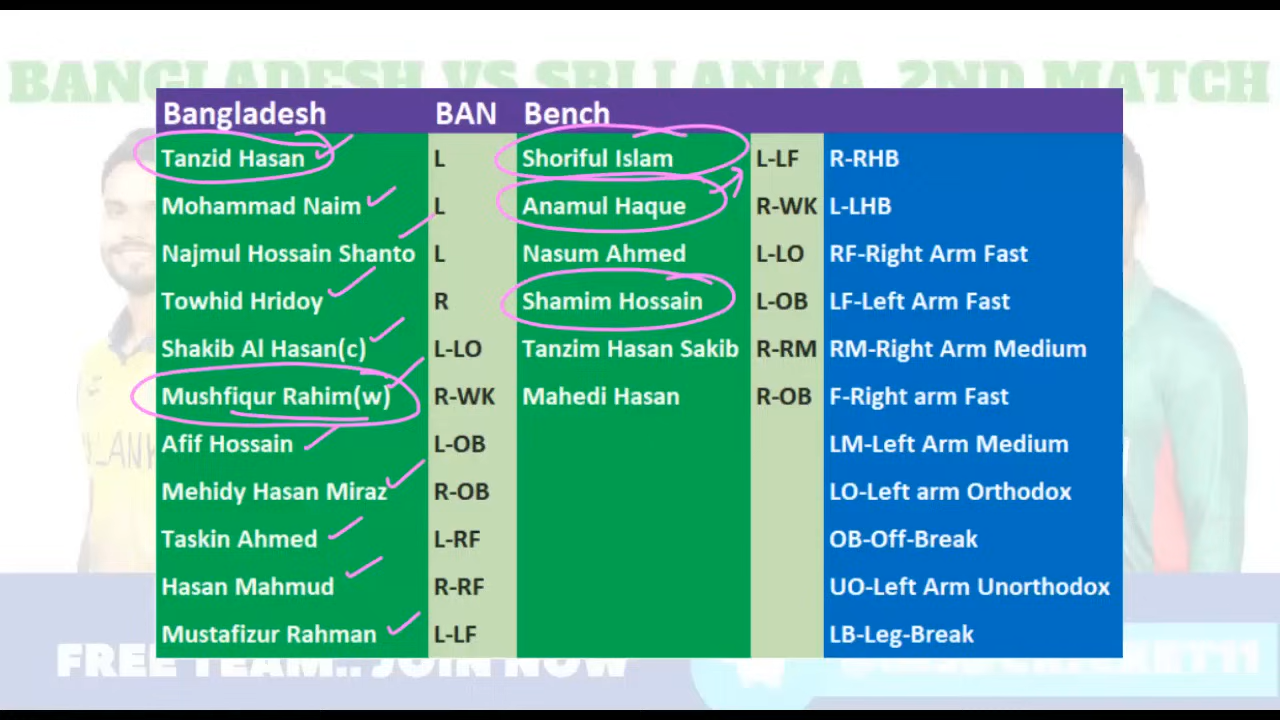 BANGLADESH VS SRI LANKA, 2ND MATCH
Bangladesh BAN Bench
Tanzid Hasan L Shoriful Islam L-LF R-RHB
Mohammad Naim L Anamul Haque R-WK L-LHB
Najmul Hossain Shanto L Nasum Ahmed L-LO RF-Right Arm Fast
Towhid Hridoy R Shamim Hossain L-OB LF-Left Arm Fast
Shakib Al Hasan(c) L-LO Tanzim Hasan Sakib R-RM RM-Right Arm Medium
Mushfiqur Rahim(w) R-WK Mahedi Hasan R-OB F-Right arm Fast
Afif Hossain L-OB LM-Left Arm Medium
Mehidy Hasan Miraz R-OB LO-Left arm Orthodox
Taskin Ahmed L-RF OB-Off-Break
Hasan Mahmud R-RF UO-Left Arm Unorthodox
Mustafizur Rahman L-LF LB-Leg-Break
FREE TEAM.. JOIN NOW